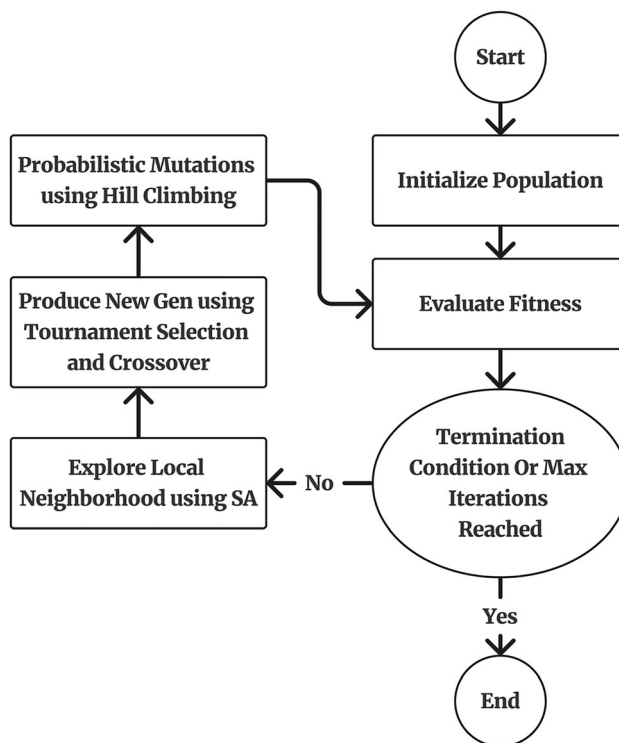 Start
Initialize Population
Evaluate Fitness
Termination
Condition Or Max
Iterations
Reached
No
Explore Local
Neighborhood using SA
Produce New Gen using
Tournament Selection
and Crossover
Probabilistic Mutations
using Hill Climbing
Yes
End